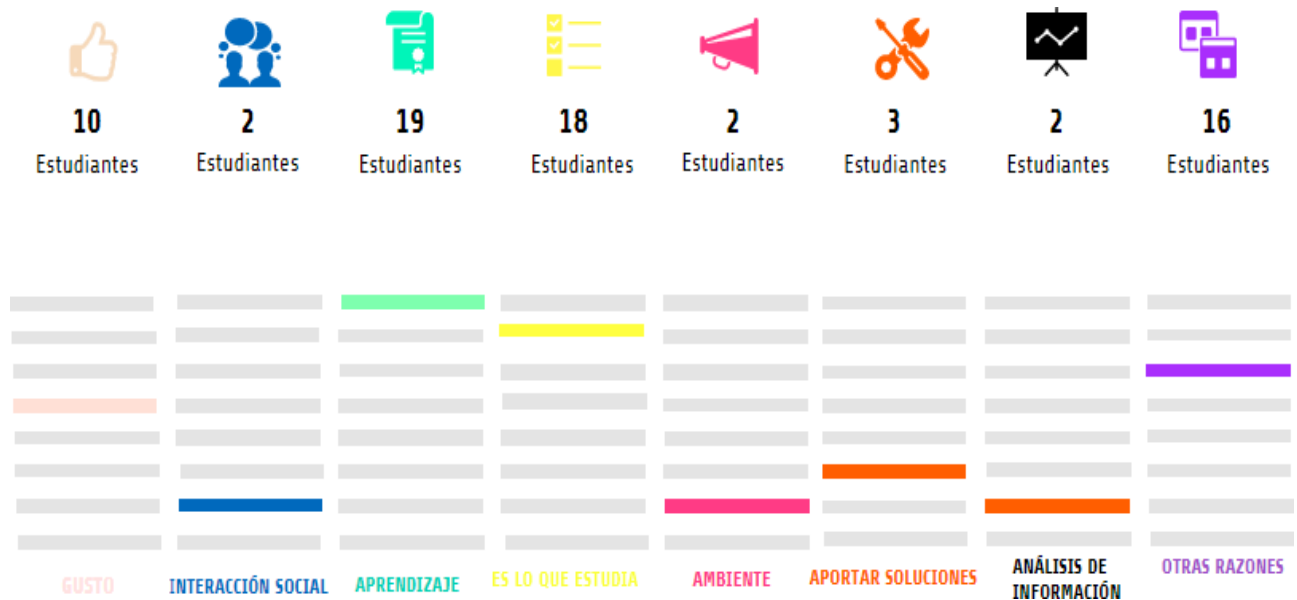 10
Estudiantes
2
Estudiantes
19
Estudiantes
18
Estudiantes
2
Estudiantes
3
Estudiantes
2
Estudiantes
16
Estudiantes
GUSTO
INTERACCIÓN SOCIAL
APRENDIZAJE
ES LO QUE ESTUDIA
AMBIENTE
APORTAR SOLUCIONES
ANÁLISIS DE
INFORMACIÓN
OTRAS RAZONES